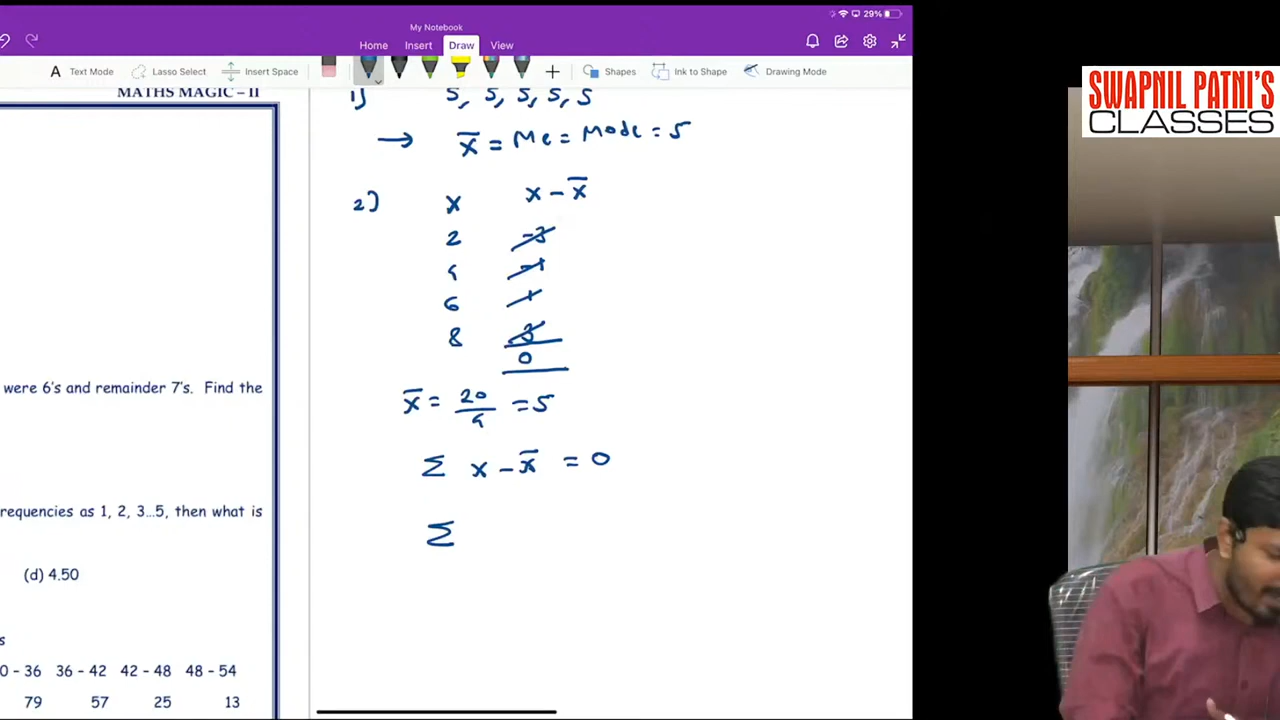 29%
My Notebook
Home Insert Draw View
Text Mode Lasso Select Insert Space Shapes Ink to Shape Drawing Mode
SWAPNIL PATNI'S
CLASSES
MATHS MAGIC – II
were 6's and remainder 7's. Find the
requencies as 1, 2, 3...5, then what is
(d) 4.50
s
0 – 36 36 – 42 42 – 48 48 – 54
79 57 25 13
1) 5, 5, 5, 5, 5
→ x̄ = Me = Mode = 5
2) x x – x̄
2 -3
4 -1
6 1
8 3
0
x̄ = 20/4 = 5
Σ x – x̄ = 0
Σ